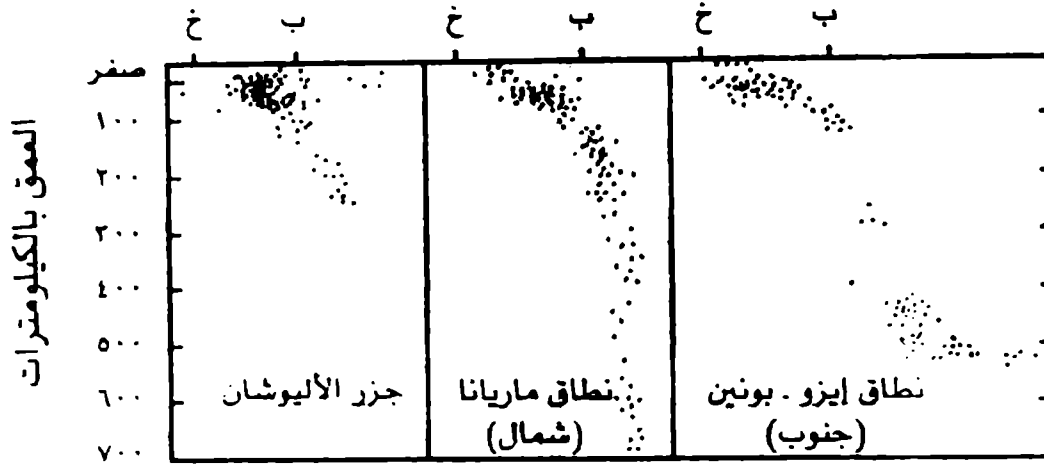 خ ب خ ب خ ب
صفر
١٠٠
٢٠٠
٣٠٠
٤٠٠
٥٠٠
٦٠٠
٧٠٠
العمق بالكيلومترات
جزر الأليوشان
نطاق ماريانا
(شمال)
نطاق إيزو . بونين
(جنوب)